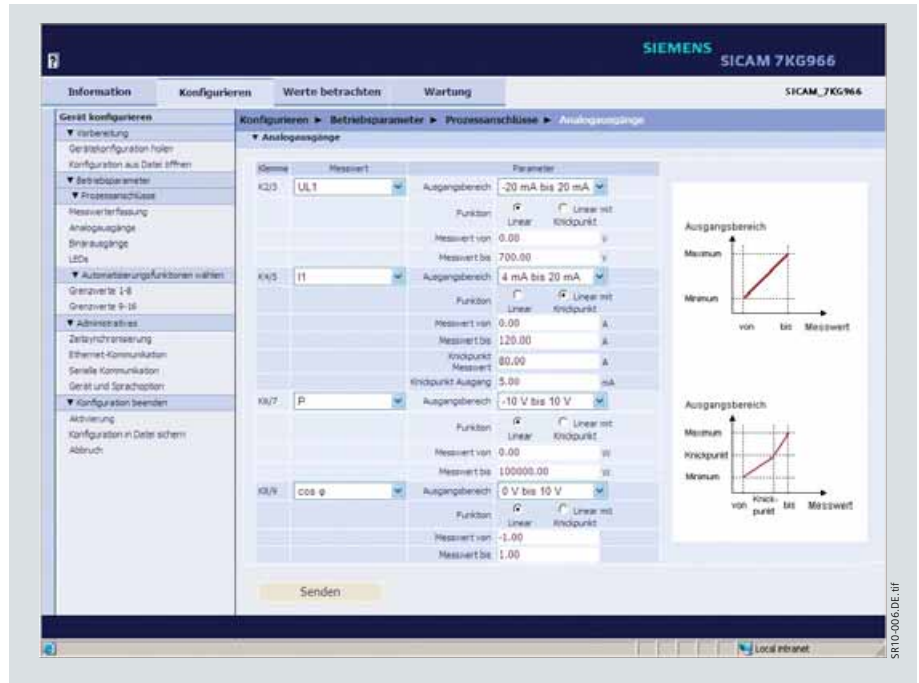 SIEMENS
SICAM 7KG966
Information Konfigurieren Werte betrachten Wartung SICAM_7KG966
Gerät konfigurieren
▼ Vorbereitung
Gerätekonfiguration holen
Konfiguration aus Datei öffnen
▼ Betriebsparameter
▼ Prozessanschlüsse
Messwerterfassung
Analogausgänge
Binärausgänge
LEDs
▼ Automatisierungsfunktionen wählen
Grenzwerte 1-8
Grenzwerte 9-16
▼ Administratives
Zeitsynchronisierung
Ethernet-Kommunikation
Serielle Kommunikation
Gerät und Sprachoption
▼ Konfiguration beenden
Aktivierung
Konfiguration in Datei sichern
Abbruch
Konfigurieren ► Betriebsparameter ► Prozessanschlüsse ► Analogausgänge
▼ Analogausgänge
Klemme Messwert Parameter
K2/3 UL1 Ausgangsbereich -20 mA bis 20 mA
Funktion Linear Linear mit Knickpunkt
Messwert von 0.00 V
Messwert bis 700.00 V
K4/5 I1 Ausgangsbereich 4 mA bis 20 mA
Funktion Linear Linear mit Knickpunkt
Messwert von 0.00 A
Messwert bis 120.00 A
Knickpunkt Messwert 80.00 A
Knickpunkt Ausgang 5.00 mA
K6/7 P Ausgangsbereich -10 V bis 10 V
Funktion Linear Linear mit Knickpunkt
Messwert von 0.00 W
Messwert bis 100000.00 W
K8/9 cos φ Ausgangsbereich 0 V bis 10 V
Funktion Linear Linear mit Knickpunkt
Messwert von -1.00
Messwert bis 1.00
Senden
Ausgangsbereich
Maximum
Minimum
von bis Messwert
Ausgangsbereich
Maximum
Knickpunkt
Minimum
von Knick-punkt bis Messwert
Local intranet
SR10-006.DE.tif